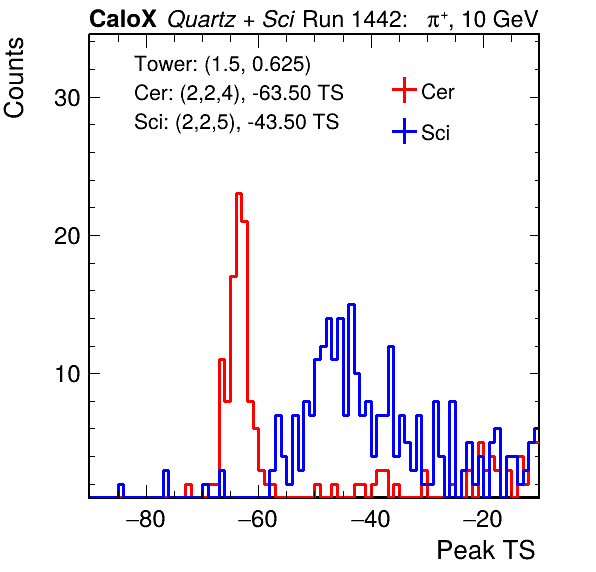 CaloX Quartz + Sci Run 1442: π⁺, 10 GeV
Counts
Tower: (1.5, 0.625)
Cer: (2,2,4), -63.50 TS
Sci: (2,2,5), -43.50 TS
Cer
Sci
30
20
10
−80 −60 −40 −20
Peak TS